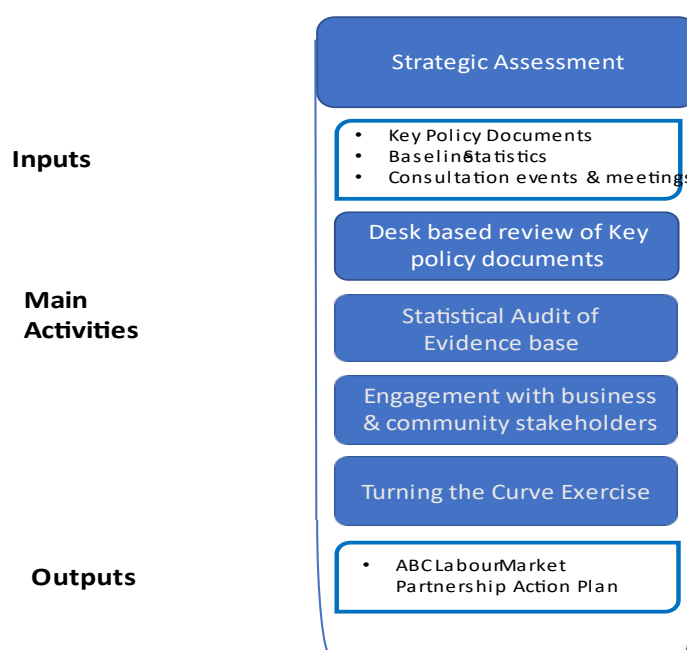 Strategic Assessment
Inputs
• Key Policy Documents
• Baseline Statistics
• Consultation events & meetings
Main
Activities
Desk based review of Key
policy documents
Statistical Audit of
Evidence base
Engagement with business
& community stakeholders
Turning the Curve Exercise
Outputs
• ABC Labour Market
Partnership Action Plan